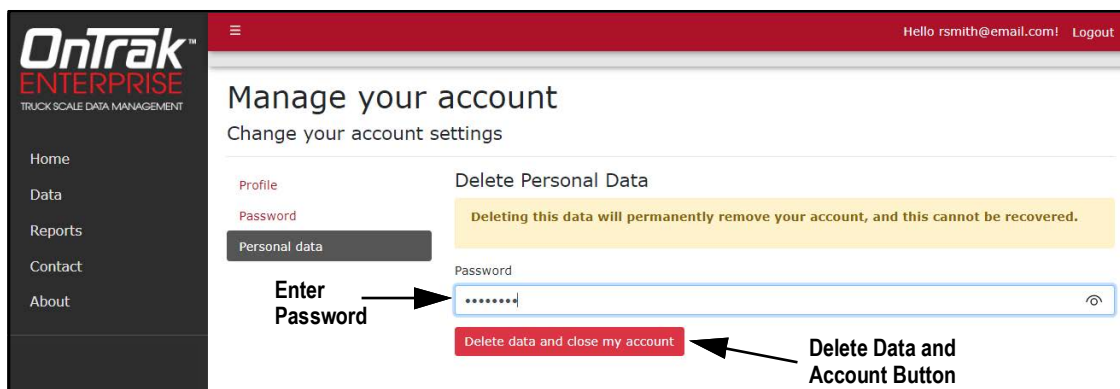 OnTrak™
ENTERPRISE
TRUCK SCALE DATA MANAGEMENT
Home
Data
Reports
Contact
About
Hello rsmith@email.com! Logout
Manage your account
Change your account settings
Profile
Password
Personal data
Delete Personal Data
Deleting this data will permanently remove your account, and this cannot be recovered.
Password
••••••••
Delete data and close my account
Enter
Password
Delete Data and
Account Button